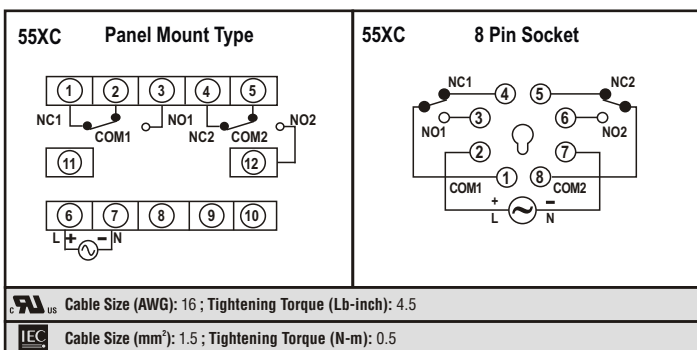 55XC Panel Mount Type
1 2 3 4 5
NC1 COM1 NO1 NC2 COM2 NO2
11 12
6 7 8 9 10
L + - N
55XC 8 Pin Socket
NC1 4 5 NC2
NO1 3 6 NO2
2 7
1 8
COM1 COM2
+ -
L N
c RU us Cable Size (AWG): 16 ; Tightening Torque (Lb-inch): 4.5
IEC Cable Size (mm²): 1.5 ; Tightening Torque (N-m): 0.5